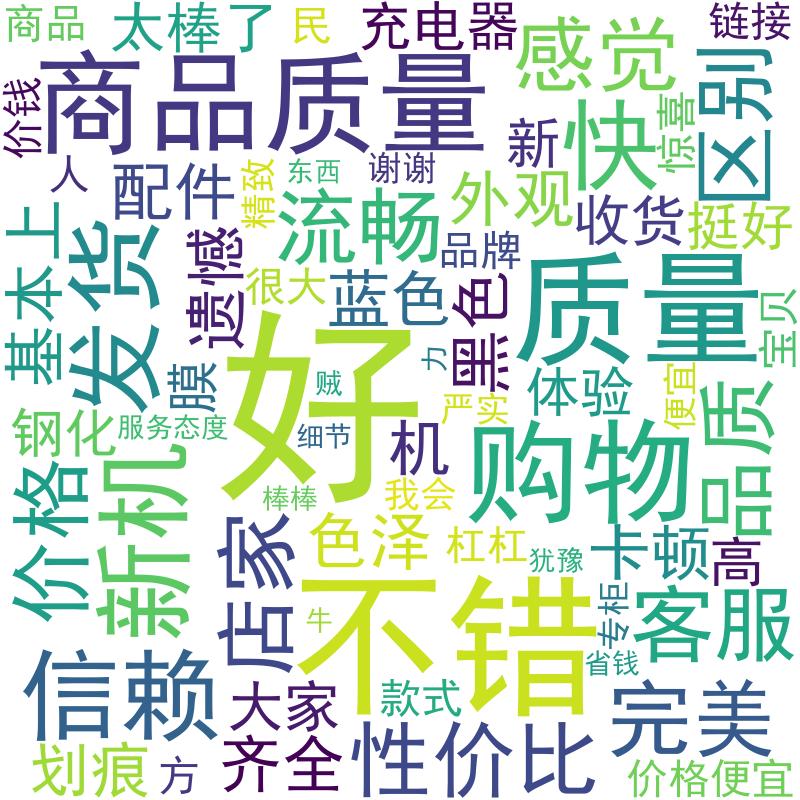 商品
太棒了
民
充电器
链接
感觉
价钱
商品质量
快
惊喜
区别
新
人
配件
精致
东西
谢谢
外观
收货
挺好
基本上
发货
遗憾
流畅
很大
蓝色
品牌
黑色
质量
宝贝
膜
好
贼
力
体验
便宜
严实
品质
钢化
服务态度
细节
机
购物
价格
新机
棒棒
我会
店家
色泽
杠杠
犹豫
卡顿
高
不错
牛
专柜
客服
省钱
信赖
大家
款式
完美
划痕
方
齐全
性价比
价格便宜